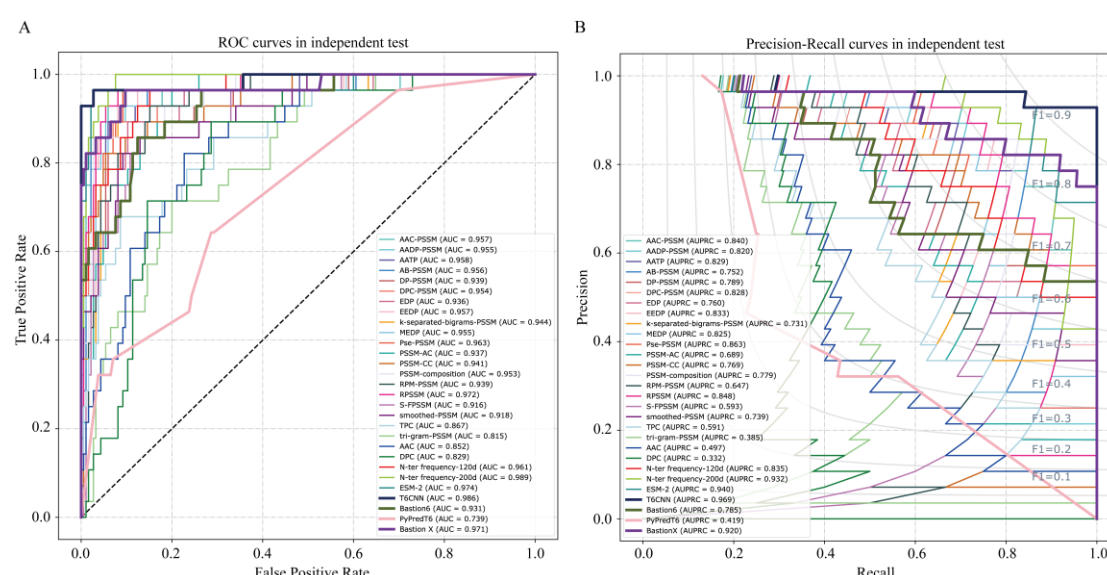 A
ROC curves in independent test
True Positive Rate
1.0
0.8
0.6
0.4
0.2
0.0
AAC-PSSM (AUC = 0.957)
AADP-PSSM (AUC = 0.955)
AATP (AUC = 0.958)
AB-PSSM (AUC = 0.956)
DP-PSSM (AUC = 0.939)
DPC-PSSM (AUC = 0.954)
EDP (AUC = 0.936)
EEDP (AUC = 0.957)
k-separated-bigrams-PSSM (AUC = 0.944)
MEDP (AUC = 0.955)
Pse-PSSM (AUC = 0.963)
PSSM-AC (AUC = 0.937)
PSSM-CC (AUC = 0.941)
PSSM-composition (AUC = 0.953)
RPM-PSSM (AUC = 0.939)
RPSSM (AUC = 0.972)
S-FPSSM (AUC = 0.916)
smoothed-PSSM (AUC = 0.918)
TPC (AUC = 0.867)
tri-gram-PSSM (AUC = 0.815)
AAC (AUC = 0.852)
DPC (AUC = 0.829)
N-ter frequency-120d (AUC = 0.961)
N-ter frequency-200d (AUC = 0.989)
ESM-2 (AUC = 0.974)
T6CNN (AUC = 0.986)
Bastion6 (AUC = 0.931)
PyPredT6 (AUC = 0.739)
Bastion X (AUC = 0.971)
0.0 0.2 0.4 0.6 0.8 1.0
False Positive Rate
B
Precision-Recall curves in independent test
Precision
1.0
0.8
0.6
0.4
0.2
0.0
F1=0.9
F1=0.8
F1=0.7
F1=0.6
F1=0.5
F1=0.4
F1=0.3
F1=0.2
F1=0.1
AAC-PSSM (AUPRC = 0.840)
AADP-PSSM (AUPRC = 0.820)
AATP (AUPRC = 0.829)
AB-PSSM (AUPRC = 0.752)
DP-PSSM (AUPRC = 0.789)
DPC-PSSM (AUPRC = 0.828)
EDP (AUPRC = 0.760)
EEDP (AUPRC = 0.833)
k-separated-bigrams-PSSM (AUPRC = 0.731)
MEDP (AUPRC = 0.825)
Pse-PSSM (AUPRC = 0.863)
PSSM-AC (AUPRC = 0.689)
PSSM-CC (AUPRC = 0.769)
PSSM-composition (AUPRC = 0.779)
RPM-PSSM (AUPRC = 0.647)
RPSSM (AUPRC = 0.848)
S-FPSSM (AUPRC = 0.593)
smoothed-PSSM (AUPRC = 0.739)
TPC (AUPRC = 0.591)
tri-gram-PSSM (AUPRC = 0.385)
AAC (AUPRC = 0.497)
DPC (AUPRC = 0.332)
N-ter frequency-120d (AUPRC = 0.835)
N-ter frequency-200d (AUPRC = 0.932)
ESM-2 (AUPRC = 0.940)
T6CNN (AUPRC = 0.969)
Bastion6 (AUPRC = 0.785)
PyPredT6 (AUPRC = 0.419)
BastionX (AUPRC = 0.920)
0.0 0.2 0.4 0.6 0.8 1.0
Recall